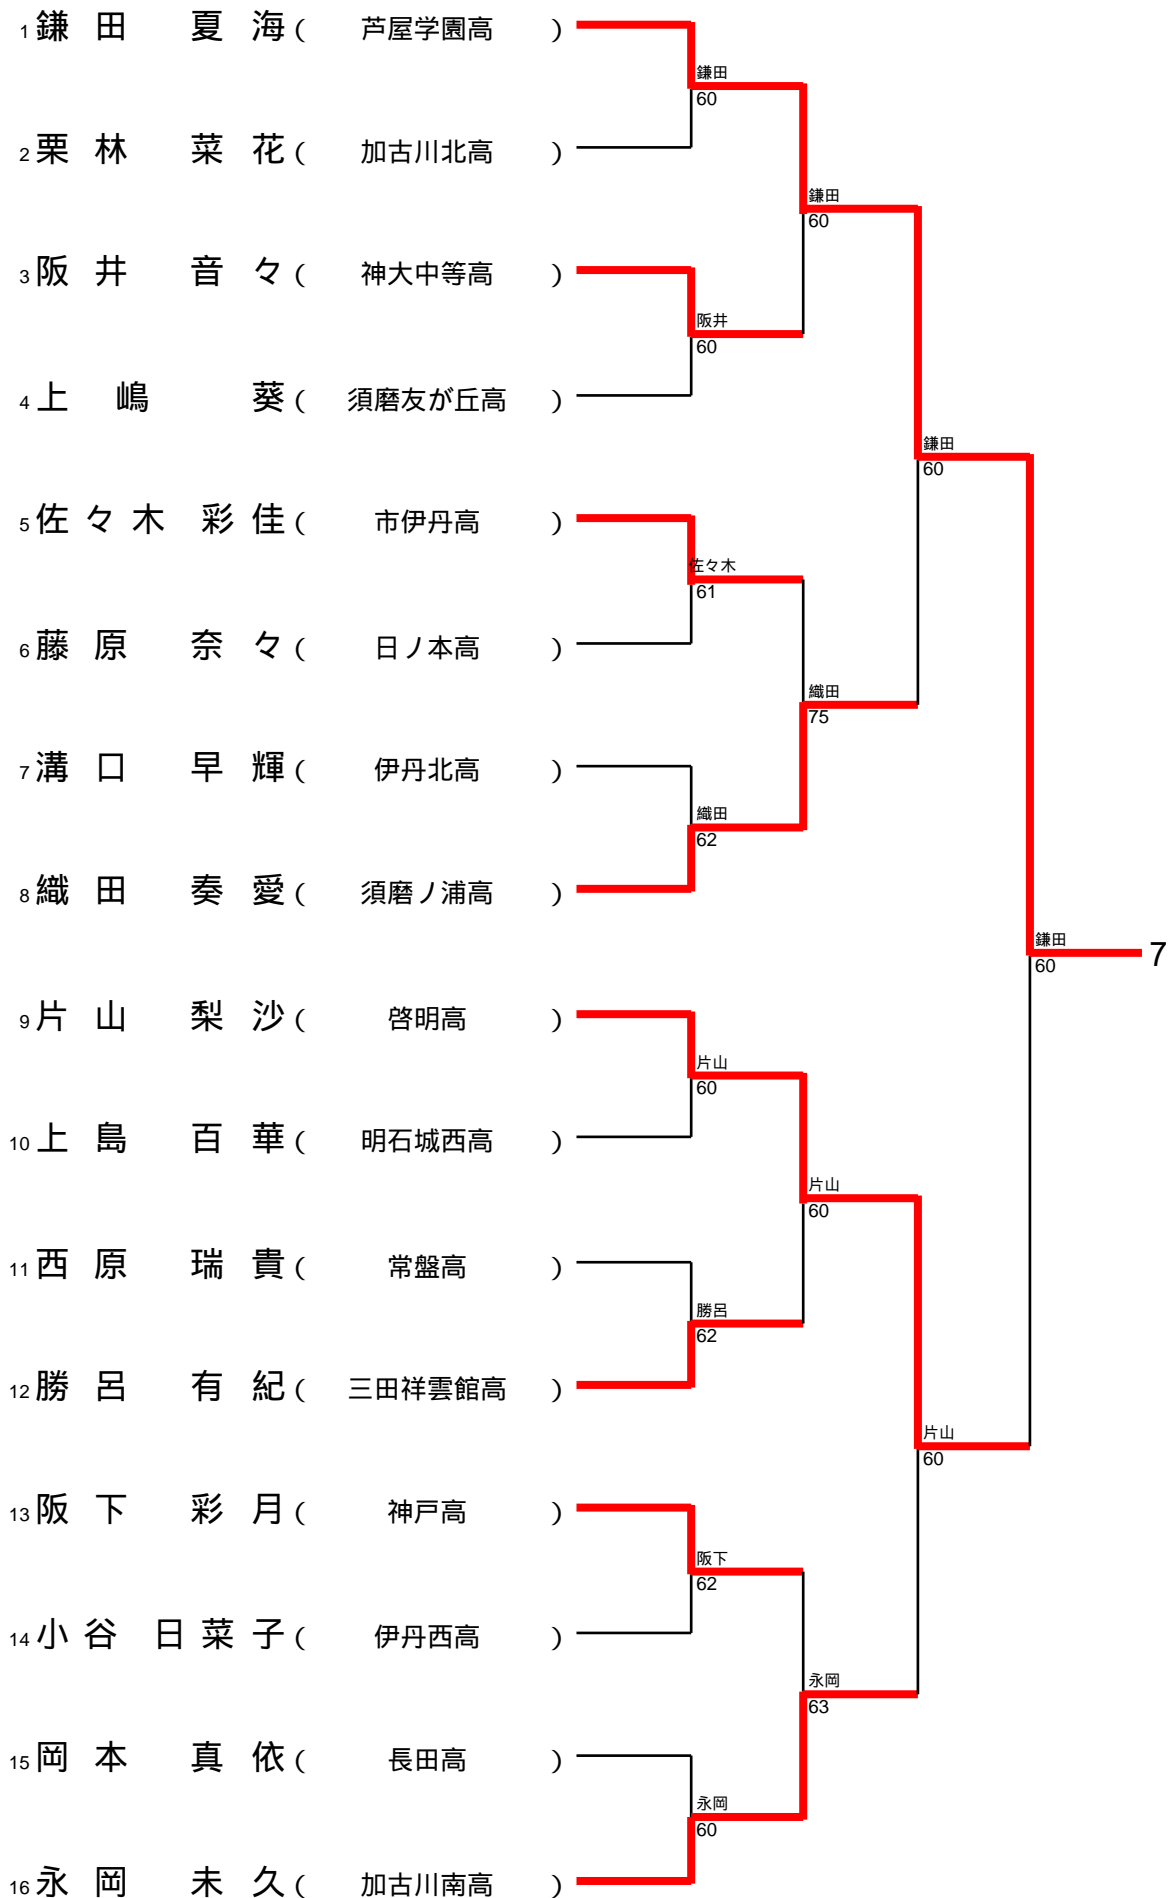 1 鎌田 夏海 ( 芦屋学園高 )
鎌田
60
2 栗林 菜花 ( 加古川北高 )
鎌田
60
3 阪井 音々 ( 神大中等高 )
阪井
60
4 上嶋 葵 ( 須磨友が丘高 )
鎌田
60
5 佐々木 彩佳 ( 市伊丹高 )
佐々木
61
6 藤原 奈々 ( 日ノ本高 )
織田
75
7 溝口 早輝 ( 伊丹北高 )
織田
62
8 織田 奏愛 ( 須磨ノ浦高 )
鎌田
60
7
9 片山 梨沙 ( 啓明高 )
片山
60
10 上島 百華 ( 明石城西高 )
片山
60
11 西原 瑞貴 ( 常盤高 )
勝呂
62
12 勝呂 有紀 ( 三田祥雲館高 )
片山
60
13 阪下 彩月 ( 神戸高 )
阪下
62
14 小谷 日菜子 ( 伊丹西高 )
永岡
63
15 岡本 真依 ( 長田高 )
永岡
60
16 永岡 未久 ( 加古川南高 )